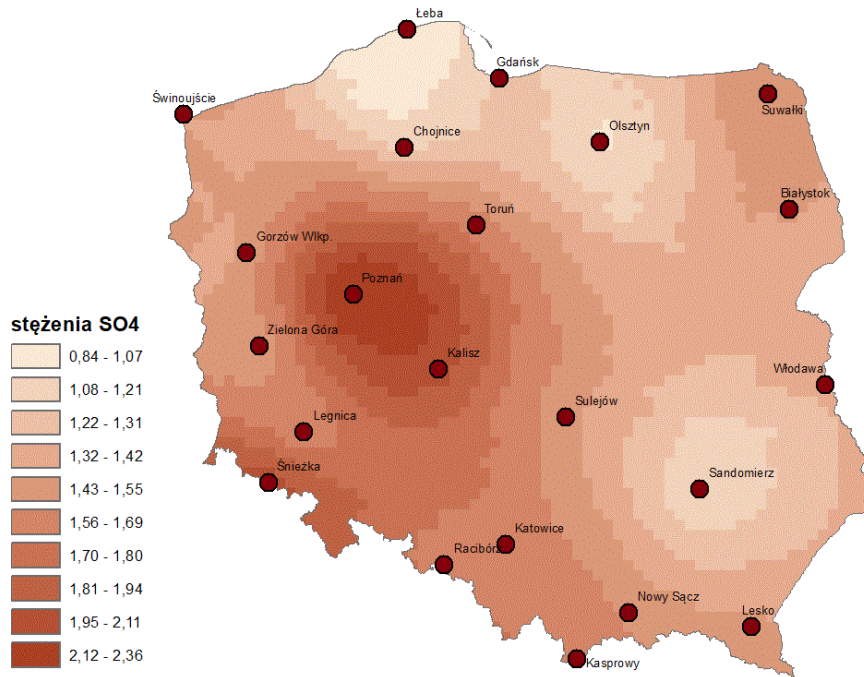 Łeba
Gdańsk
Świnoujście
Suwałki
Chojnice
Olsztyn
Białystok
Toruń
Gorzów Wlkp.
Poznań
Zielona Góra
Kalisz
Włodawa
Sulejów
Legnica
Śnieżka
Sandomierz
Katowice
Racibórz
Nowy Sącz
Lesko
Kasprowy
stężenia SO4
0,84 - 1,07
1,08 - 1,21
1,22 - 1,31
1,32 - 1,42
1,43 - 1,55
1,56 - 1,69
1,70 - 1,80
1,81 - 1,94
1,95 - 2,11
2,12 - 2,36